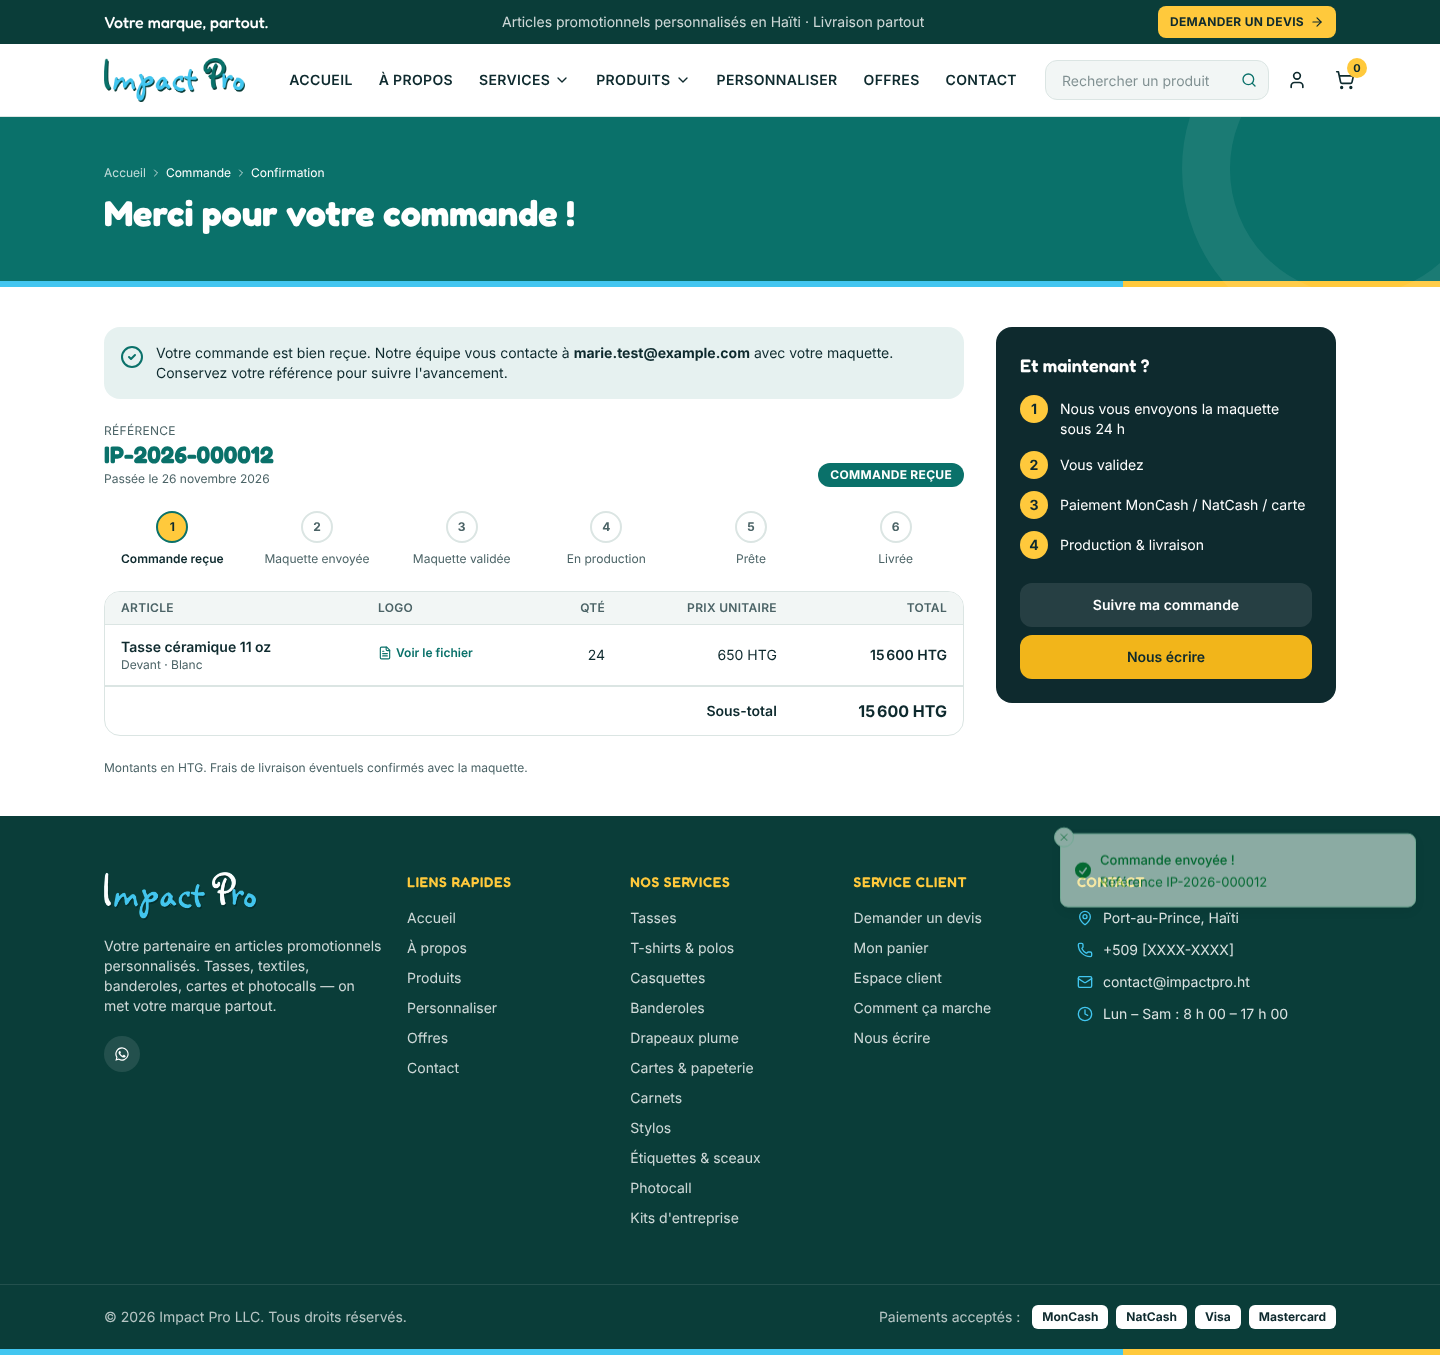 Votre marque, partout.
Articles promotionnels personnalisés en Haïti · Livraison partout
DEMANDER UN DEVIS
Impact Pro
ACCUEIL
À PROPOS
SERVICES
PRODUITS
PERSONNALISER
OFFRES
CONTACT
Rechercher un produit
0
Accueil
Commande
Confirmation
Merci pour votre commande !
Votre commande est bien reçue. Notre équipe vous contacte à marie.test@example.com avec votre maquette.
Conservez votre référence pour suivre l'avancement.
RÉFÉRENCE
IP-2026-000012
Passée le 26 novembre 2026
COMMANDE REÇUE
1
Commande reçue
2
Maquette envoyée
3
Maquette validée
4
En production
5
Prête
6
Livrée
ARTICLE
LOGO
QTÉ
PRIX UNITAIRE
TOTAL
Tasse céramique 11 oz
Devant · Blanc
Voir le fichier
24
650 HTG
15 600 HTG
Sous-total
15 600 HTG
Montants en HTG. Frais de livraison éventuels confirmés avec la maquette.
Et maintenant ?
1
Nous vous envoyons la maquette
sous 24 h
2
Vous validez
3
Paiement MonCash / NatCash / carte
4
Production & livraison
Suivre ma commande
Nous écrire
Commande envoyée !
Référence IP-2026-000012
Impact Pro
Votre partenaire en articles promotionnels
personnalisés. Tasses, textiles,
banderoles, cartes et photocalls — on
met votre marque partout.
LIENS RAPIDES
Accueil
À propos
Produits
Personnaliser
Offres
Contact
NOS SERVICES
Tasses
T-shirts & polos
Casquettes
Banderoles
Drapeaux plume
Cartes & papeterie
Carnets
Stylos
Étiquettes & sceaux
Photocall
Kits d'entreprise
SERVICE CLIENT
Demander un devis
Mon panier
Espace client
Comment ça marche
Nous écrire
CONTACT
Port-au-Prince, Haïti
+509 [XXXX-XXXX]
contact@impactpro.ht
Lun – Sam : 8 h 00 – 17 h 00
© 2026 Impact Pro LLC. Tous droits réservés.
Paiements acceptés :
MonCash
NatCash
Visa
Mastercard